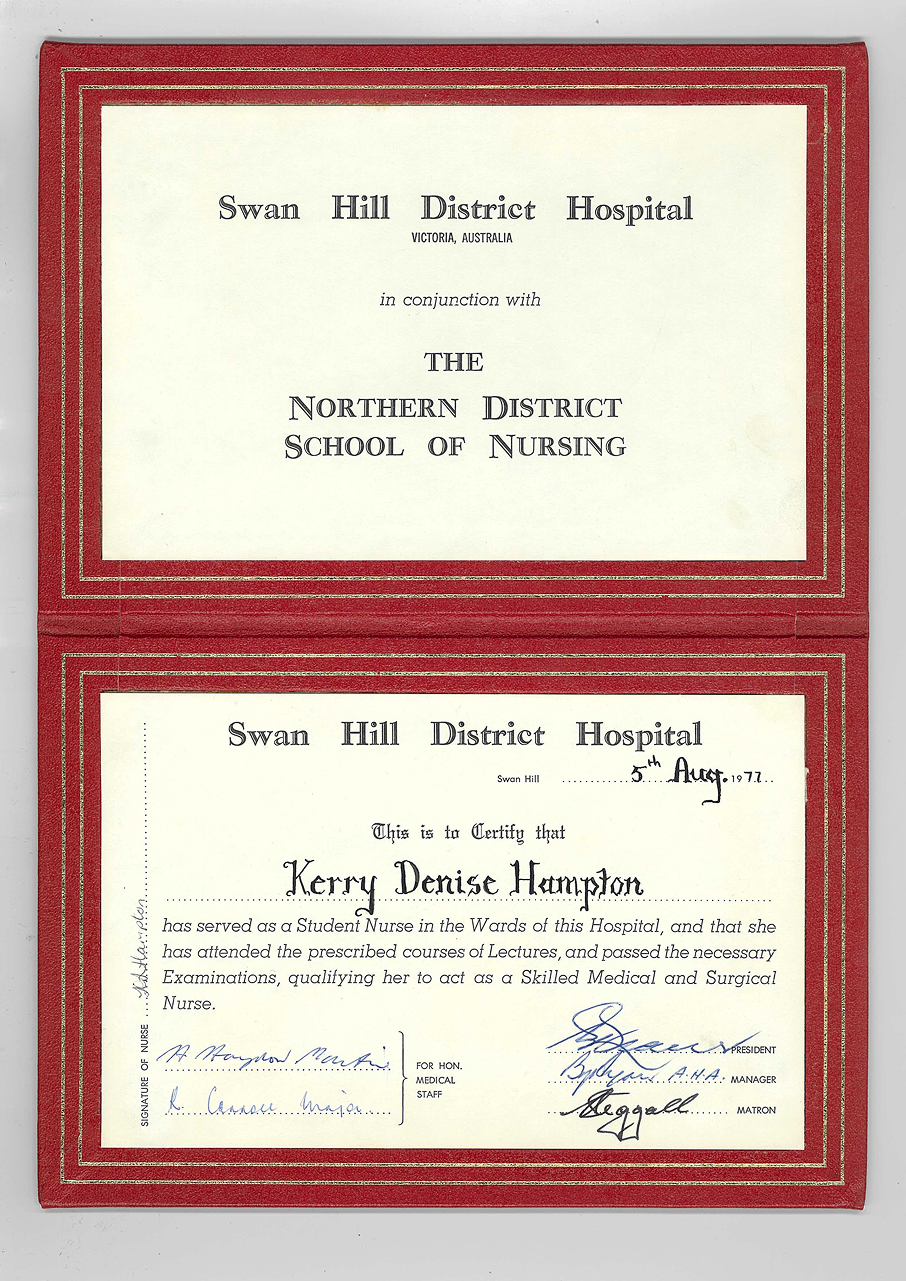 Swan Hill District Hospital
VICTORIA, AUSTRALIA
in conjunction with
THE
NORTHERN DISTRICT
SCHOOL OF NURSING
Swan Hill District Hospital
Swan Hill 5th Aug. 1977
This is to Certify that
Kerry Denise Hampton
has served as a Student Nurse in the Wards of this Hospital, and that she
has attended the prescribed courses of Lectures, and passed the necessary
Examinations, qualifying her to act as a Skilled Medical and Surgical
Nurse.
SIGNATURE OF NURSE Hampton
FOR HON.
MEDICAL
STAFF
PRESIDENT
A.H.A. MANAGER
MATRON